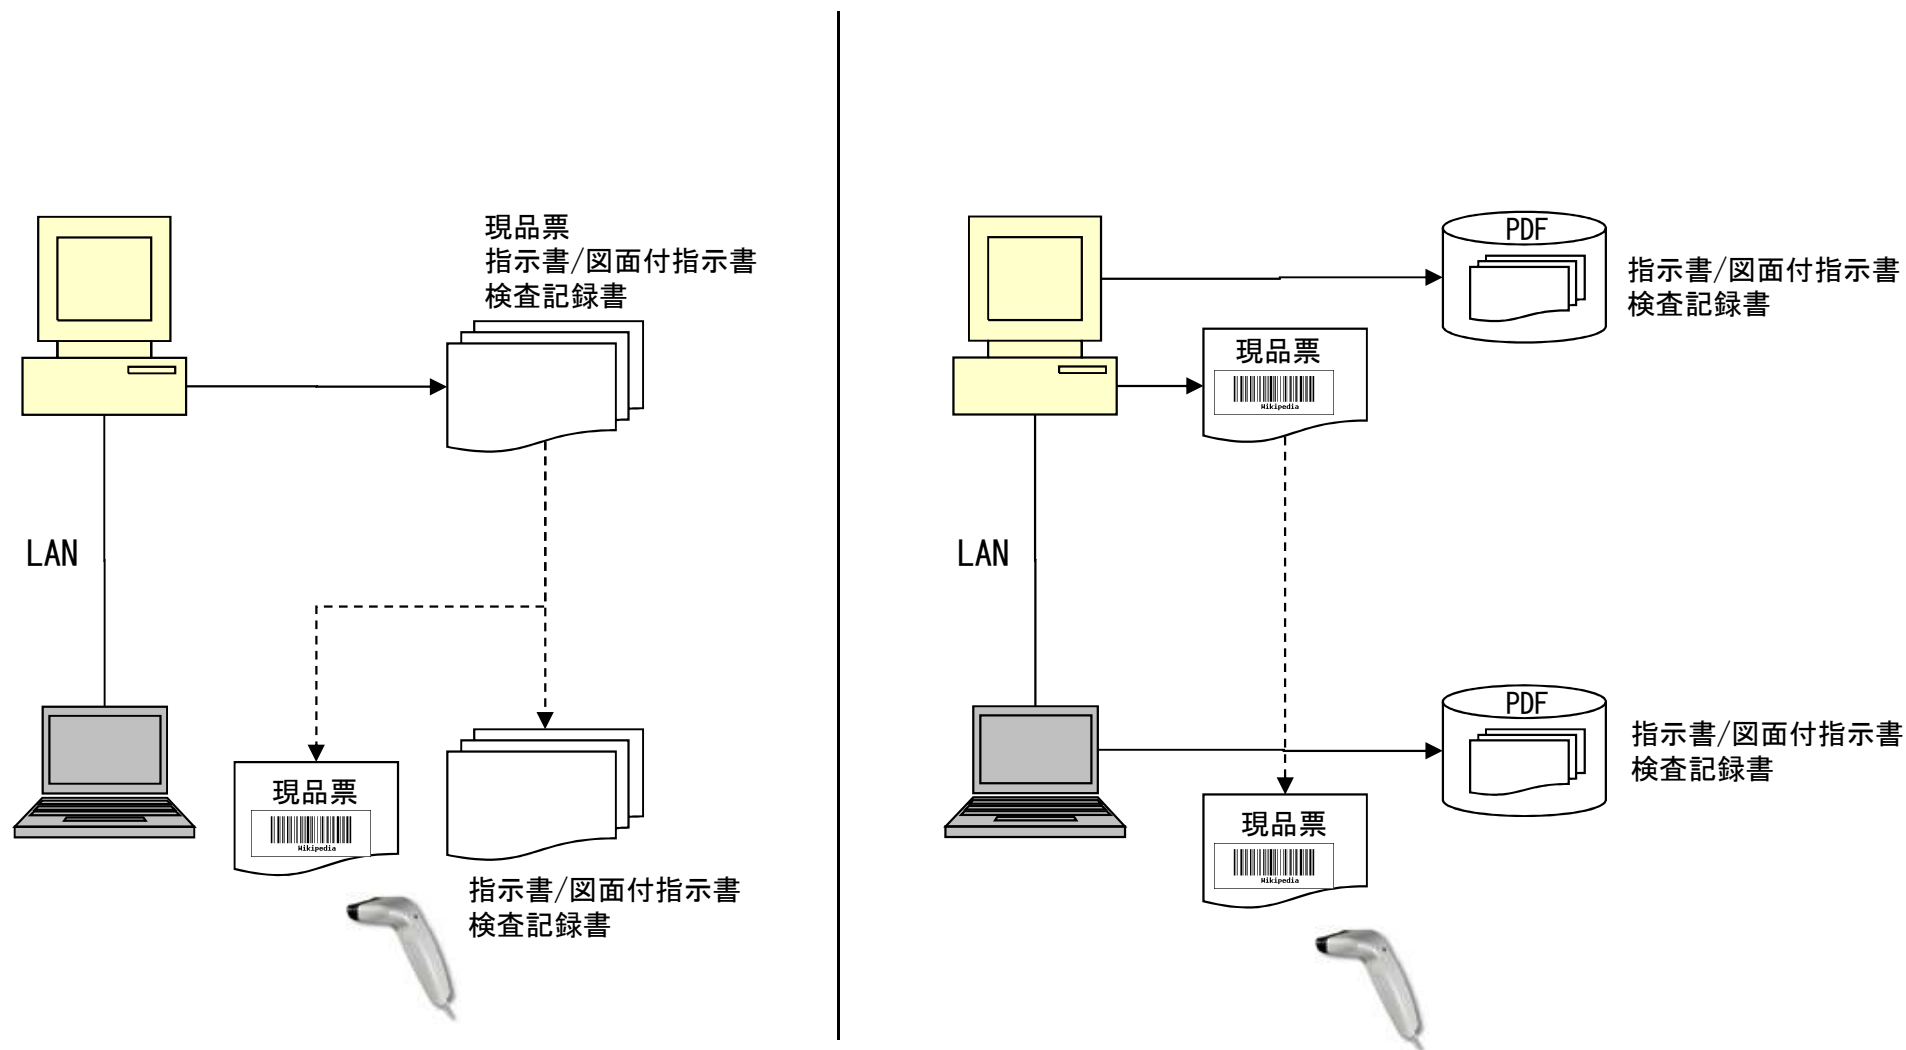 現品票
指示書/図面付指示書
検査記録書
LAN
現品票
Wikipedia
指示書/図面付指示書
検査記録書
PDF
指示書/図面付指示書
検査記録書
現品票
Wikipedia
LAN
PDF
指示書/図面付指示書
検査記録書
現品票
Wikipedia